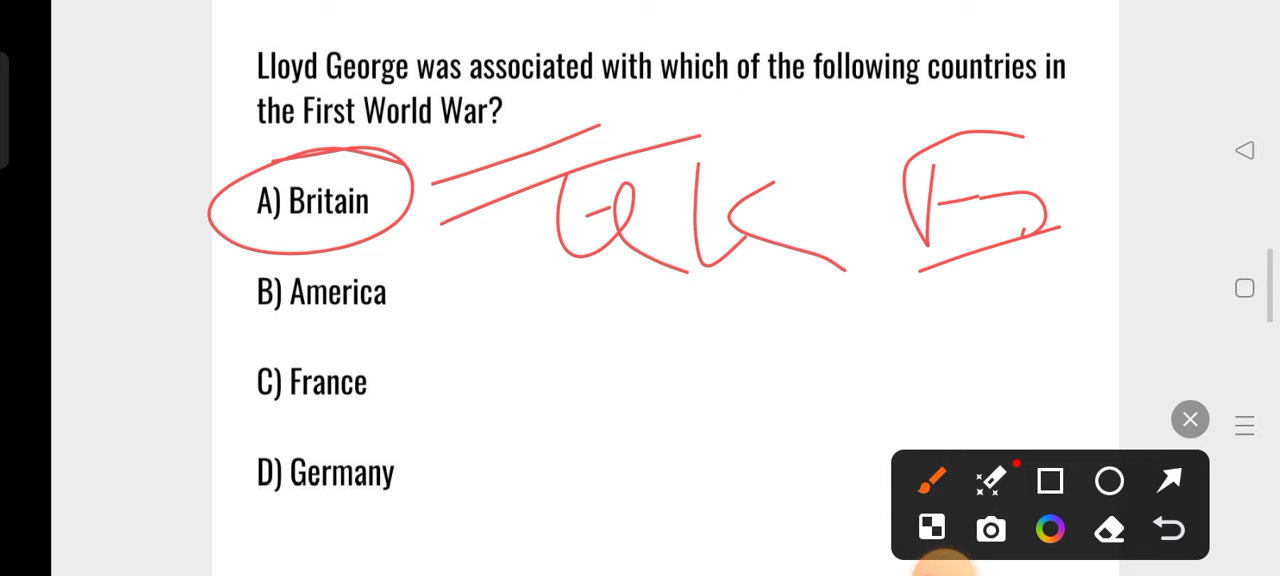 Lloyd George was associated with which of the following countries in
the First World War?
A) Britain
B) America
C) France
D) Germany